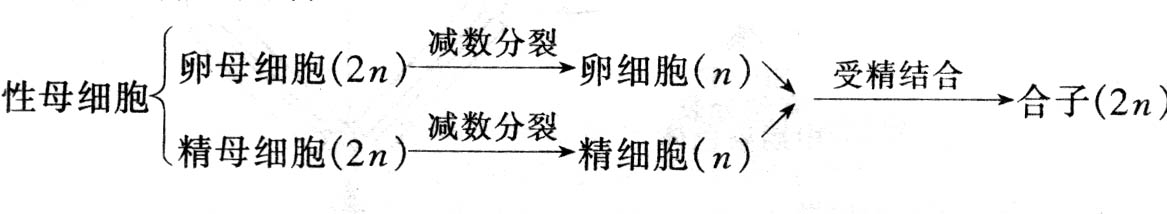 减数分裂
卵母细胞(2n)→卵细胞(n)
性母细胞
受精结合
合子(2n)
减数分裂
精母细胞(2n)→精细胞(n)